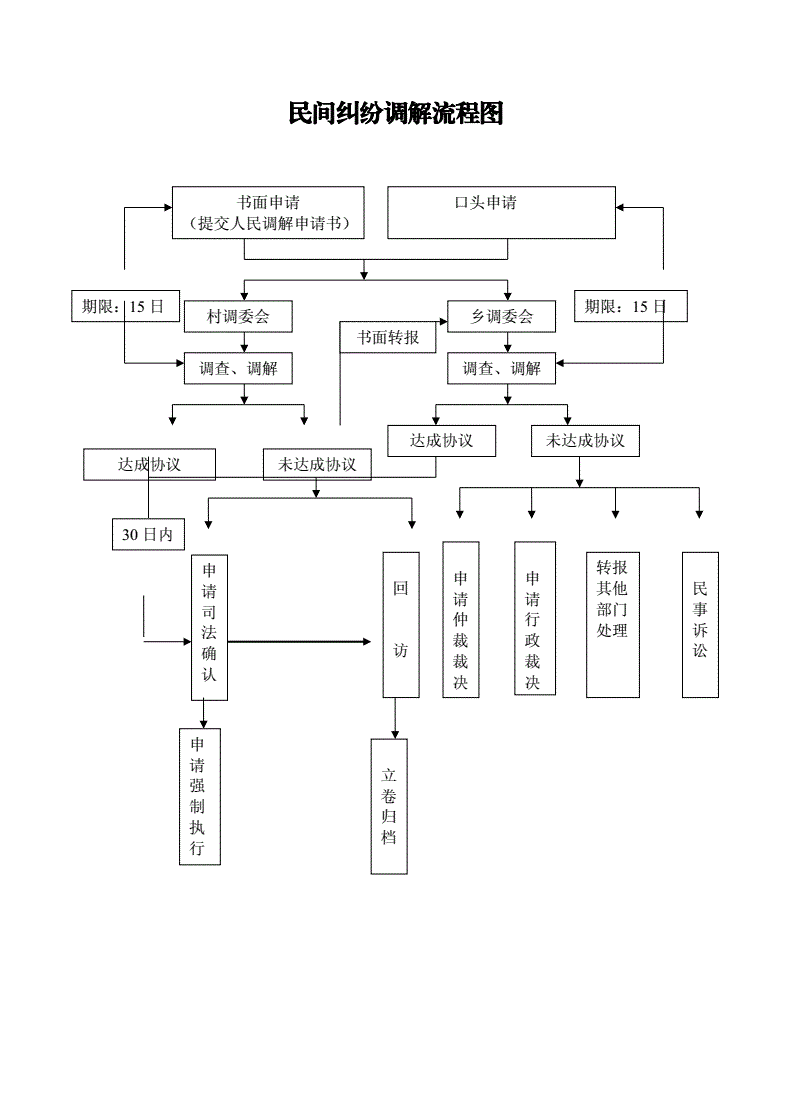 民间纠纷调解流程图
书面申请
（提交人民调解申请书）
口头申请
期限：15 日
村调委会
书面转报
乡调委会
期限：15 日
调查、调解
调查、调解
达成协议
未达成协议
达成协议
未达成协议
30 日内
申请司法确认
回访
申请仲裁裁决
申请行政裁决
转报
其他
部门
处理
民事诉讼
申请强制执行
立卷归档